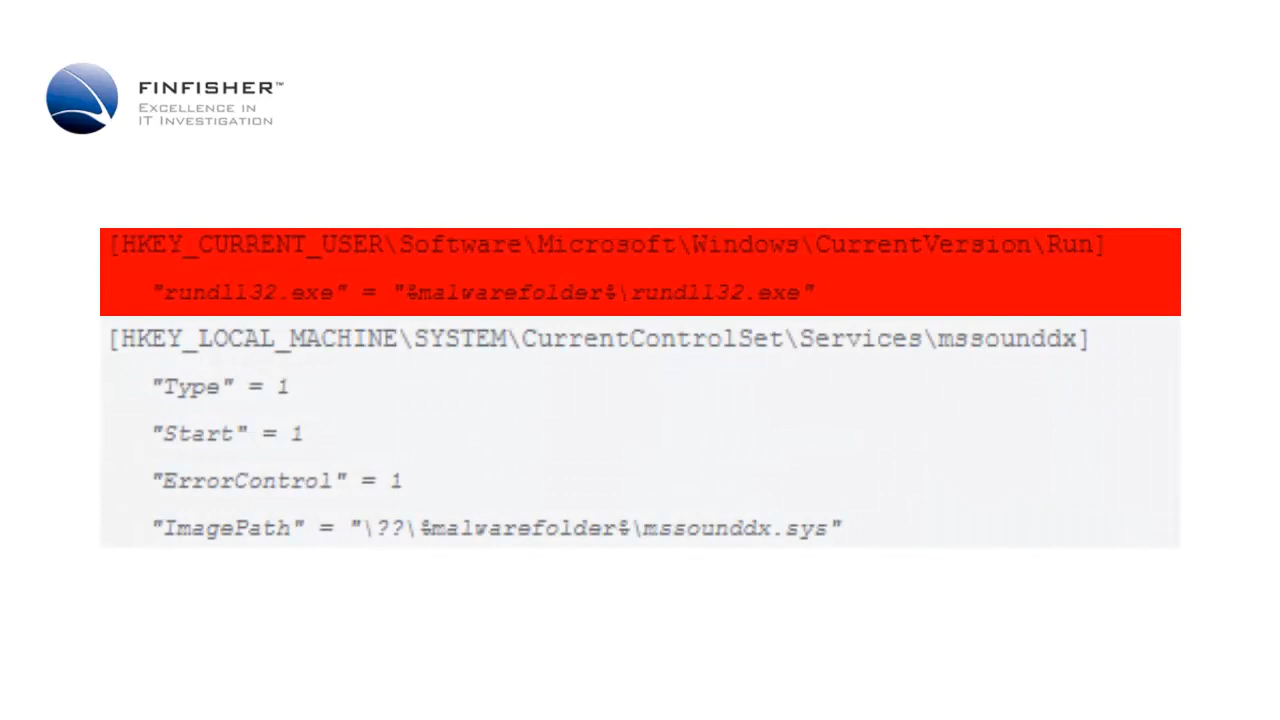 FINFISHER™
EXCELLENCE IN
IT INVESTIGATION
[HKEY_CURRENT_USER\Software\Microsoft\Windows\CurrentVersion\Run]
"rundll32.exe" = "%malwarefolder%\rundll32.exe"
[HKEY_LOCAL_MACHINE\SYSTEM\CurrentControlSet\Services\mssounddx]
"Type" = 1
"Start" = 1
"ErrorControl" = 1
"ImagePath" = "\??\%malwarefolder%\mssounddx.sys"